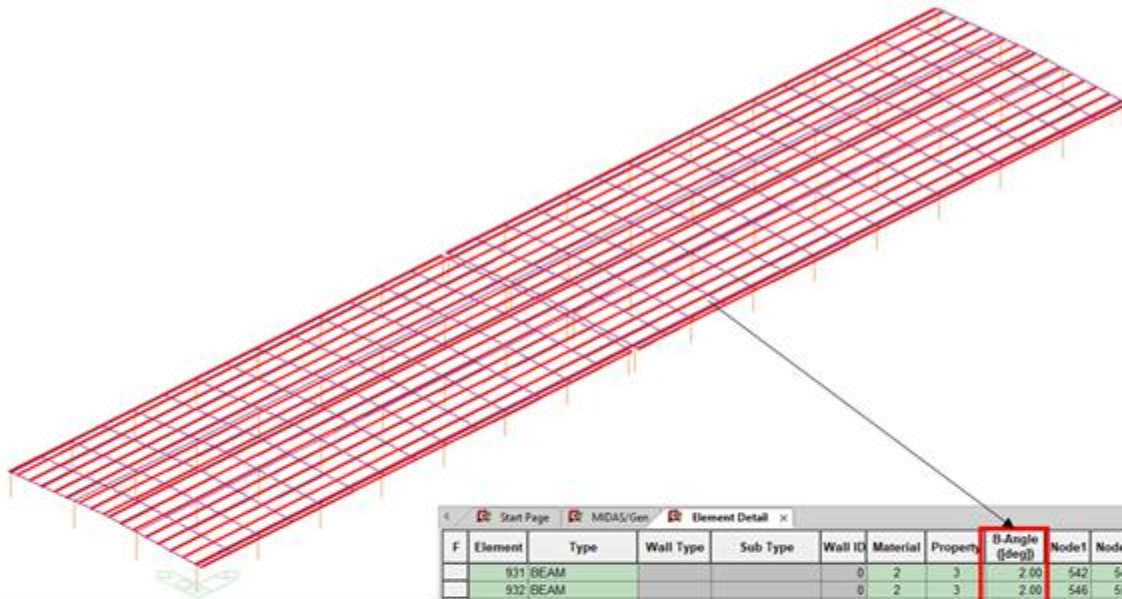 Start Page MIDAS/Gen Element Detail ×
F Element Type Wall Type Sub Type Wall ID Material Property B-Angle ([deg]) Node1
931 BEAM 0 2 3 2.00 542
932 BEAM 0 2 3 2.00 546